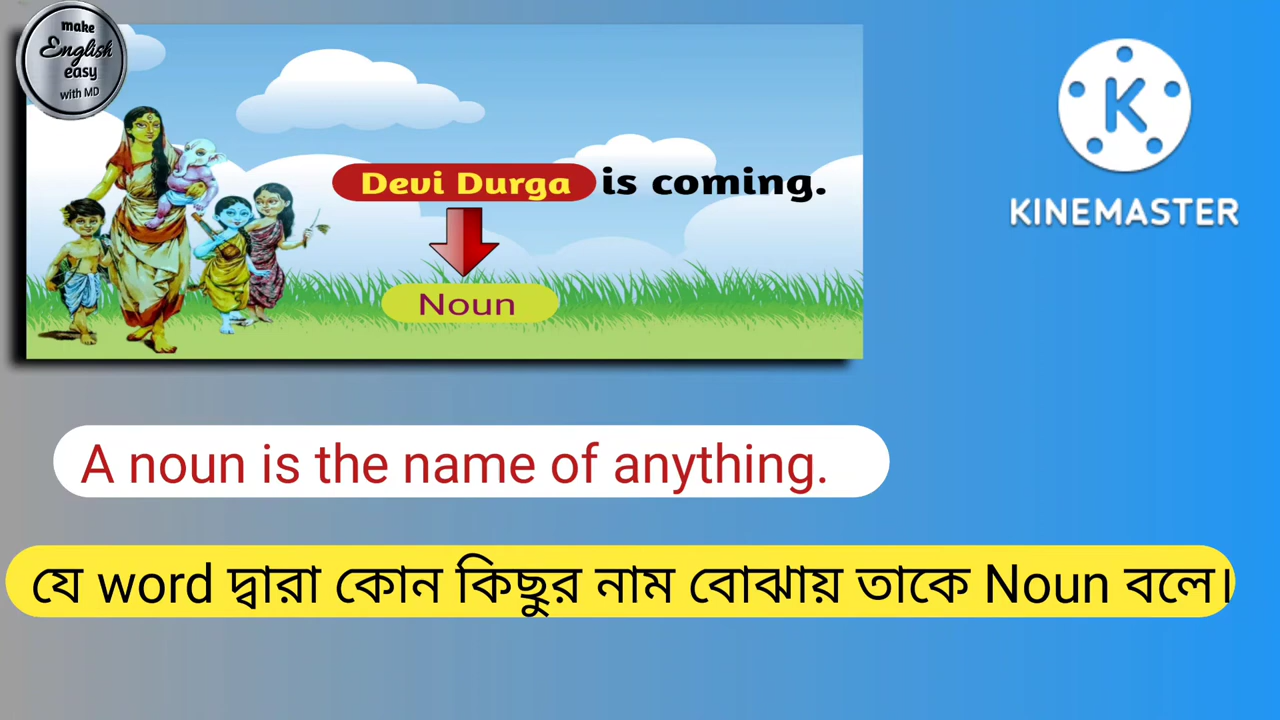 make
English
easy
with MD
Devi Durga is coming.
Noun
K
KINEMASTER
A noun is the name of anything.
যে word দ্বারা কোন কিছুর নাম বোঝায় তাকে Noun বলে।